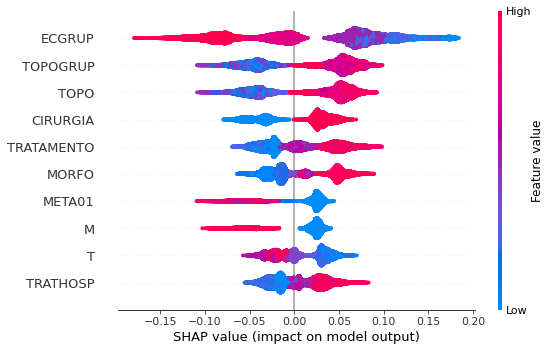 High
ECGRUP
TOPOGRUP
TOPO
CIRURGIA
TRATAMENTO
MORFO
META01
M
T
TRATHOSP
Feature value
Low
−0.15 −0.10 −0.05 0.00 0.05 0.10 0.15 0.20
SHAP value (impact on model output)